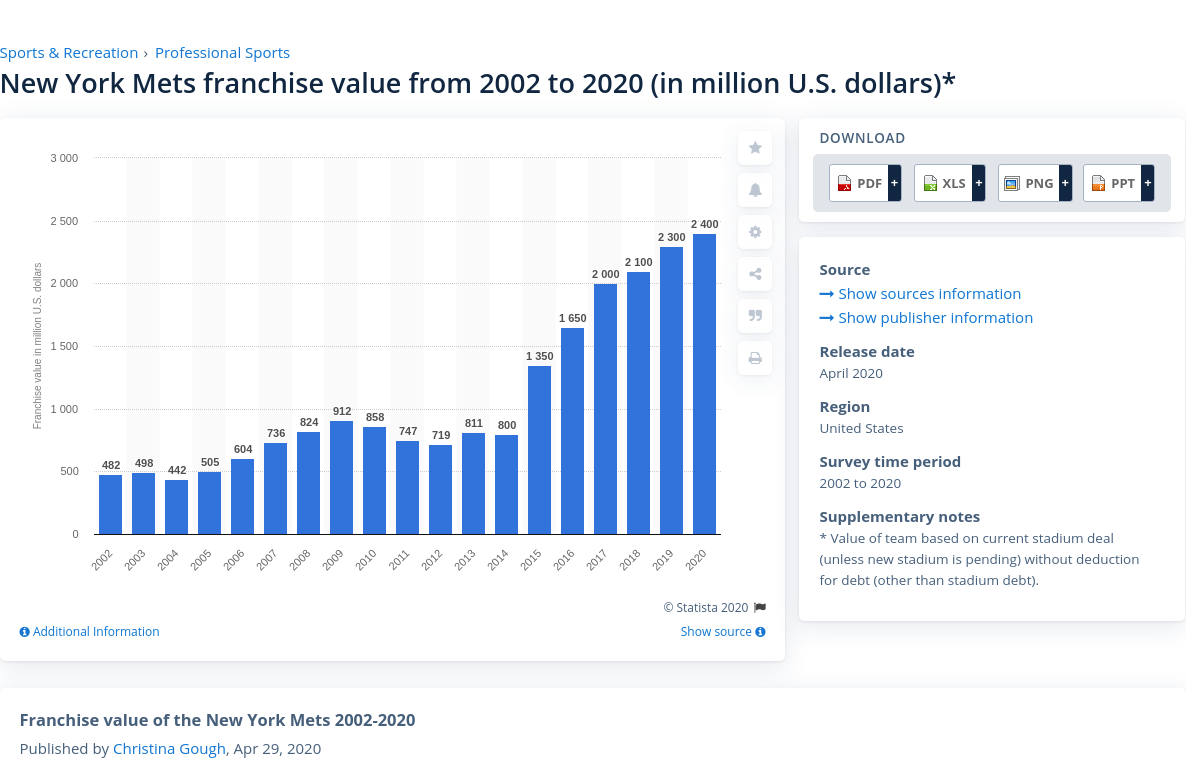 Sports & Recreation › Professional Sports
New York Mets franchise value from 2002 to 2020 (in million U.S. dollars)*
3 000
2 500
2 000
1 500
1 000
500
0
Franchise value in million U.S. dollars
482
498
442
505
604
736
824
912
858
747
719
811
800
1 350
1 650
2 000
2 100
2 300
2 400
2002
2003
2004
2005
2006
2007
2008
2009
2010
2011
2012
2013
2014
2015
2016
2017
2018
2019
2020
© Statista 2020
Additional Information
Show source
DOWNLOAD
PDF + XLS + PNG + PPT +
Source
Show sources information
Show publisher information
Release date
April 2020
Region
United States
Survey time period
2002 to 2020
Supplementary notes
* Value of team based on current stadium deal
(unless new stadium is pending) without deduction
for debt (other than stadium debt).
Franchise value of the New York Mets 2002-2020
Published by Christina Gough, Apr 29, 2020